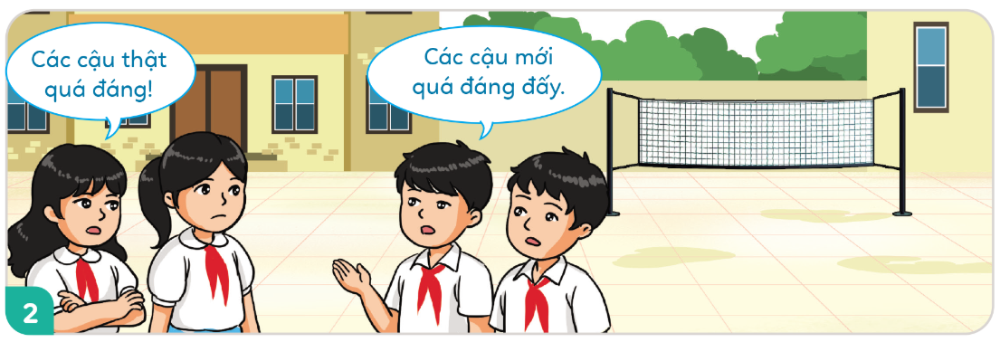 Các cậu thật
quá đáng!
Các cậu mới
quá đáng đấy.
2